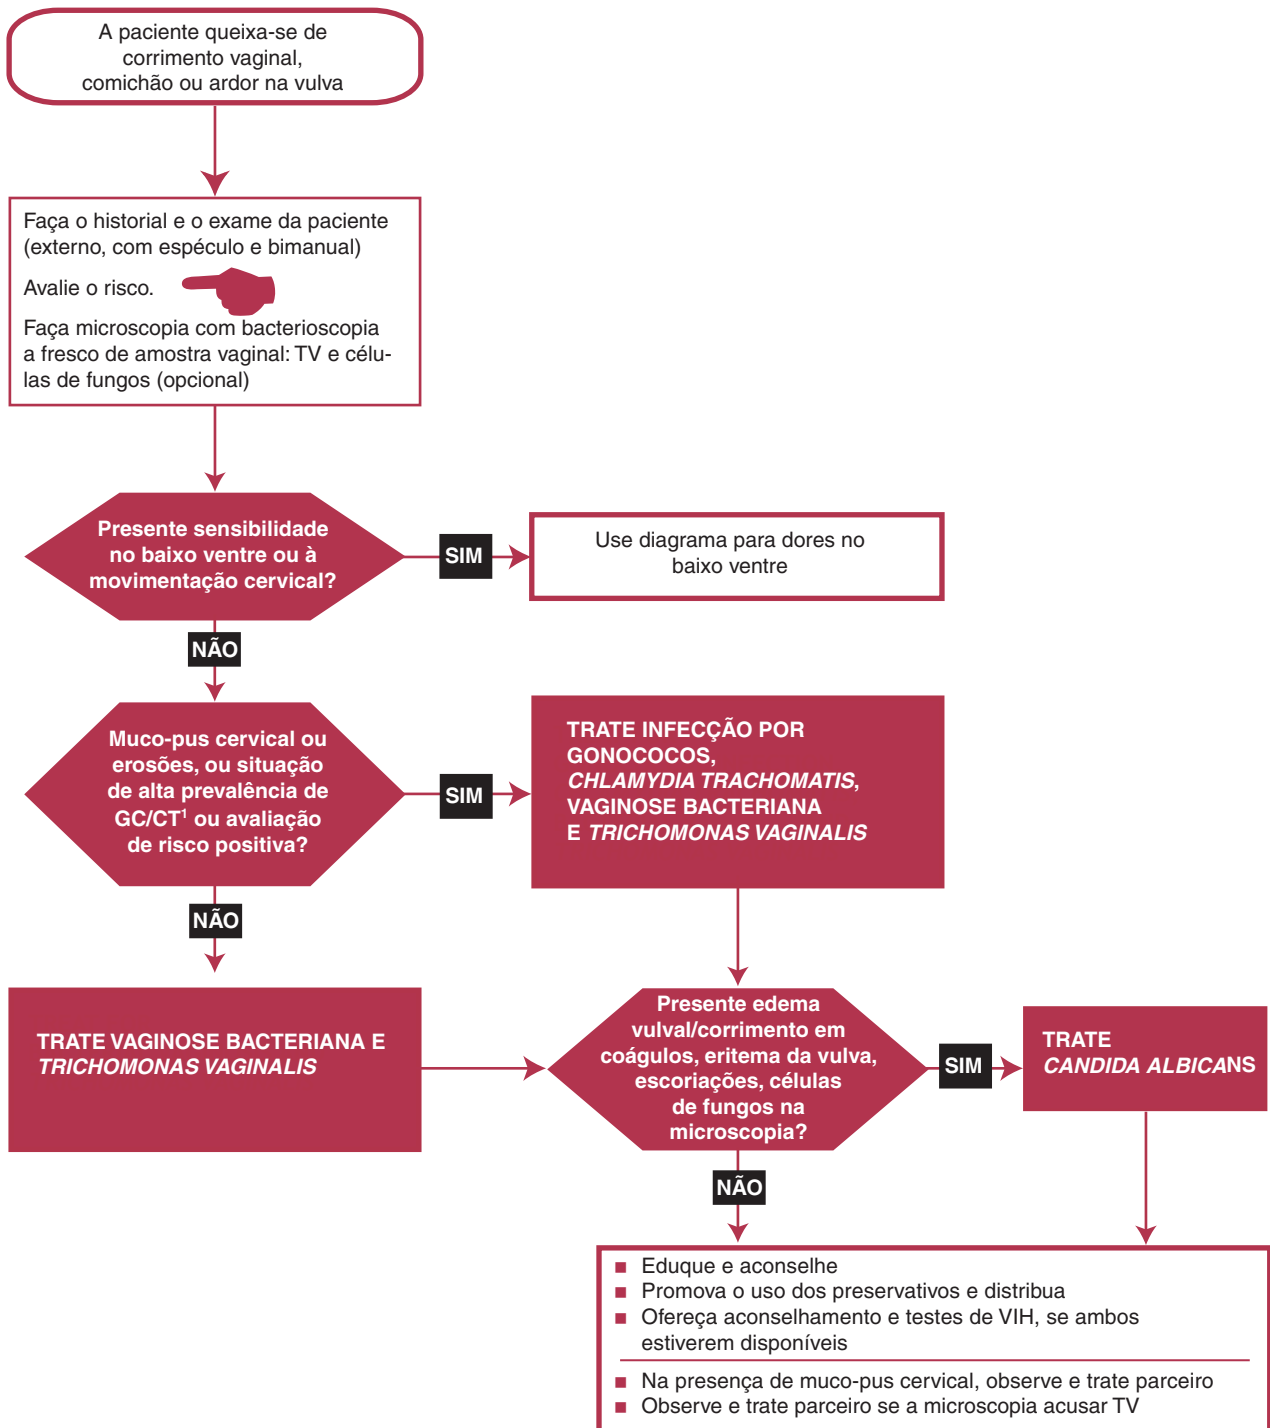 A paciente queixa-se de
corrimento vaginal,
comichão ou ardor na vulva
Faça o historial e o exame da paciente
(externo, com espéculo e bimanual)
Avalie o risco.
Faça microscopia com bacterioscopia
a fresco de amostra vaginal: TV e célu-
las de fungos (opcional)
Presente sensibilidade
no baixo ventre ou à
movimentação cervical?
SIM
Use diagrama para dores no
baixo ventre
NÃO
Muco-pus cervical ou
erosões, ou situação
de alta prevalência de
GC/CT¹ ou avaliação
de risco positiva?
SIM
TRATE INFECÇÃO POR
GONOCOCOS,
CHLAMYDIA TRACHOMATIS,
VAGINOSE BACTERIANA
E TRICHOMONAS VAGINALIS
NÃO
TRATE VAGINOSE BACTERIANA E
TRICHOMONAS VAGINALIS
Presente edema
vulval/corrimento em
coágulos, eritema da vulva,
escoriações, células
de fungos na
microscopia?
SIM
TRATE
CANDIDA ALBICANS
NÃO
■ Eduque e aconselhe
■ Promova o uso dos preservativos e distribua
■ Ofereça aconselhamento e testes de VIH, se ambos
estiverem disponíveis
■ Na presença de muco-pus cervical, observe e trate parceiro
■ Observe e trate parceiro se a microscopia acusar TV